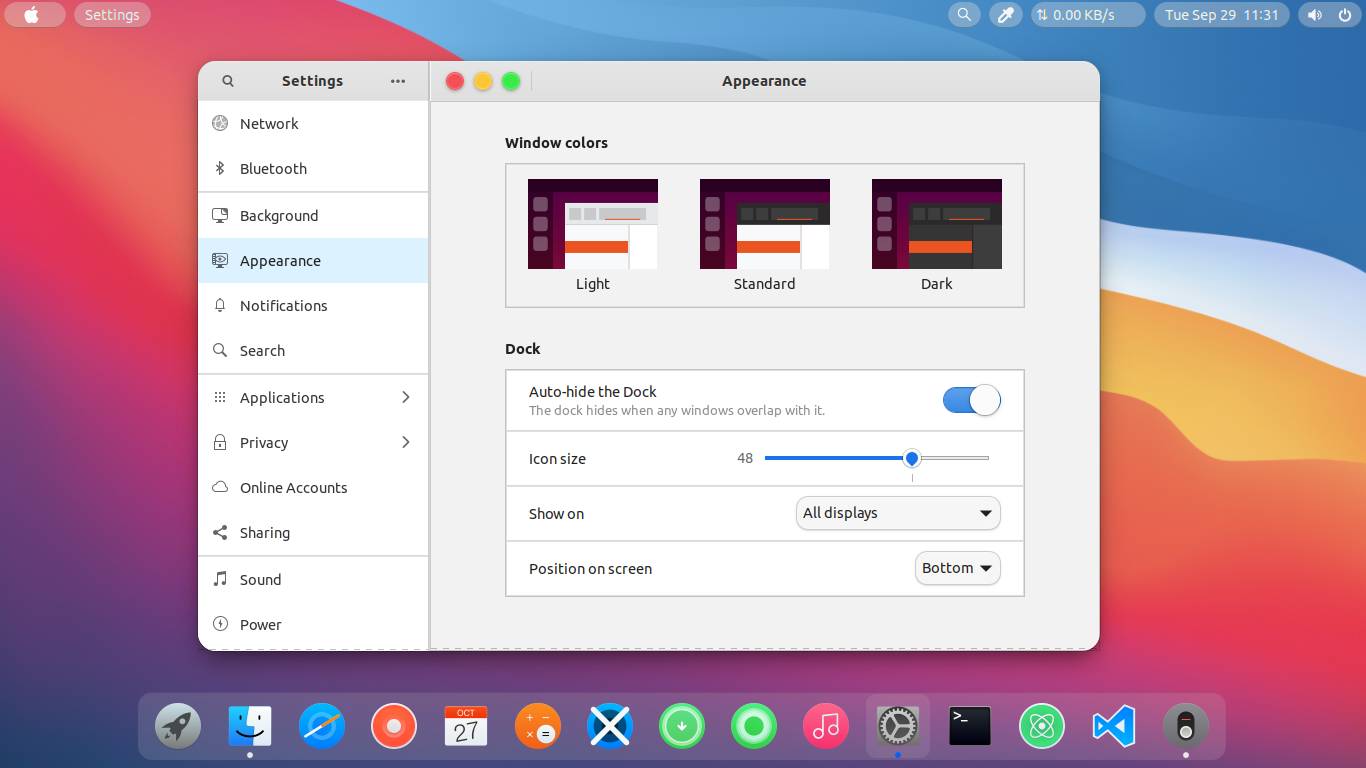 Settings
0.00 KB/s
Tue Sep 29 11:31
Settings
Appearance
Network
Bluetooth
Background
Appearance
Notifications
Search
Applications
Privacy
Online Accounts
Sharing
Sound
Power
Window colors
Light
Standard
Dark
Dock
Auto-hide the Dock
The dock hides when any windows overlap with it.
Icon size
48
Show on
All displays
Position on screen
Bottom
OCT
27
+ −
× =
>_